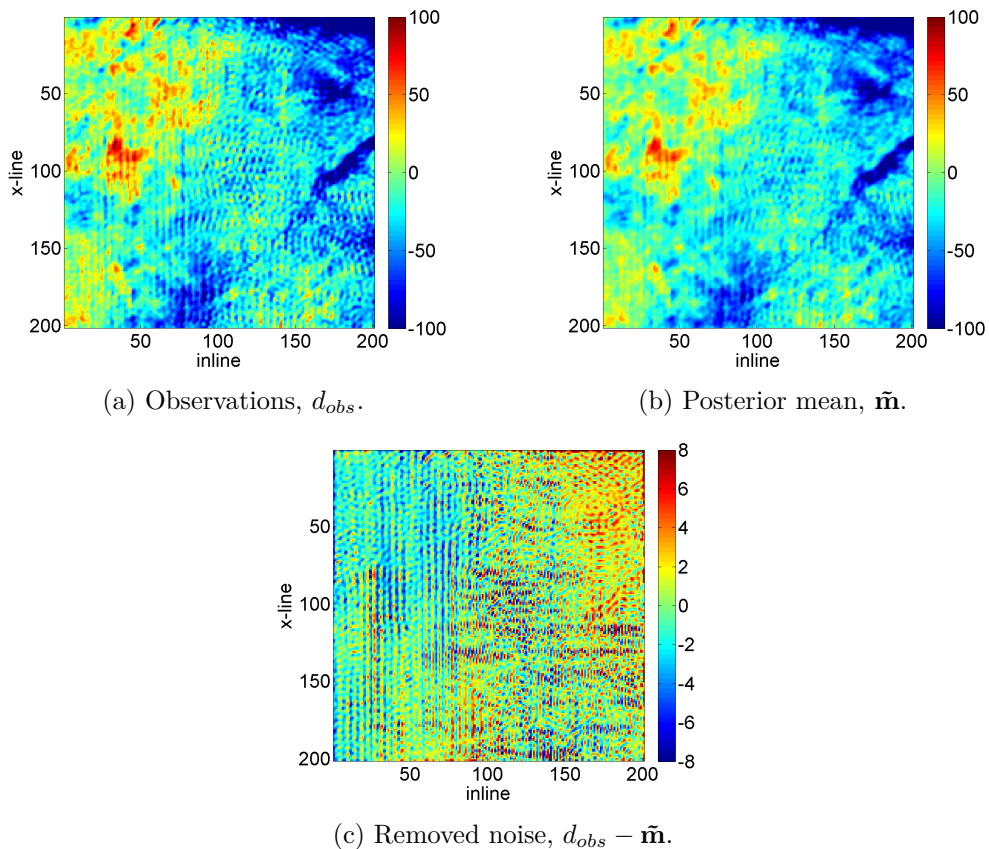 100
50
0
-50
-100
50
100
150
200
x-line
50 100 150 200
inline
(a) Observations, d_obs.
100
50
0
-50
-100
50
100
150
200
x-line
50 100 150 200
inline
(b) Posterior mean, m̃.
8
6
4
2
0
-2
-4
-6
-8
50
100
150
200
x-line
50 100 150 200
inline
(c) Removed noise, d_obs − m̃.